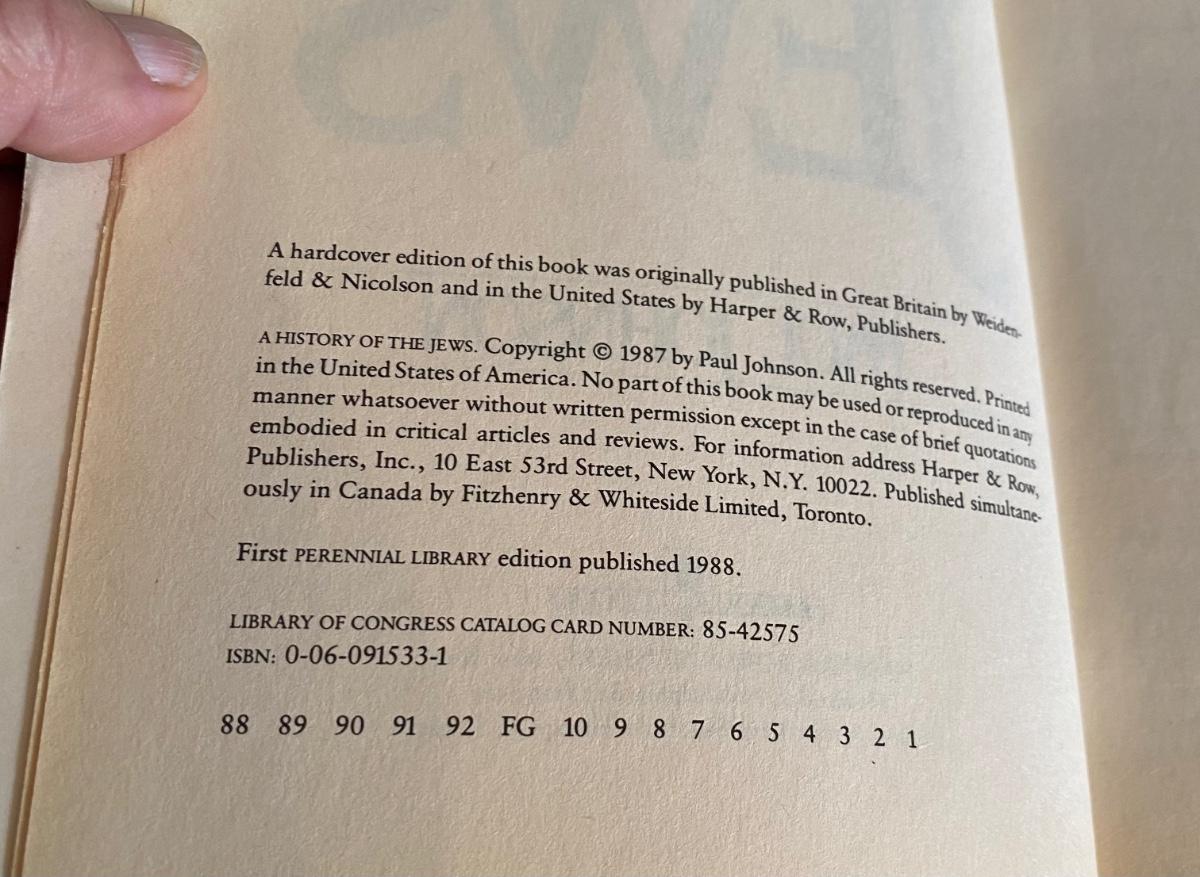 A hardcover edition of this book was originally published in Great Britain by Weiden-
feld & Nicolson and in the United States by Harper & Row, Publishers.
A HISTORY OF THE JEWS. Copyright © 1987 by Paul Johnson. All rights reserved. Printed
in the United States of America. No part of this book may be used or reproduced in any
manner whatsoever without written permission except in the case of brief quotations
embodied in critical articles and reviews. For information address Harper & Row,
Publishers, Inc., 10 East 53rd Street, New York, N.Y. 10022. Published simultane-
ously in Canada by Fitzhenry & Whiteside Limited, Toronto.
First PERENNIAL LIBRARY edition published 1988.
LIBRARY OF CONGRESS CATALOG CARD NUMBER: 85-42575
ISBN: 0-06-091533-1
88 89 90 91 92 FG 10 9 8 7 6 5 4 3 2 1